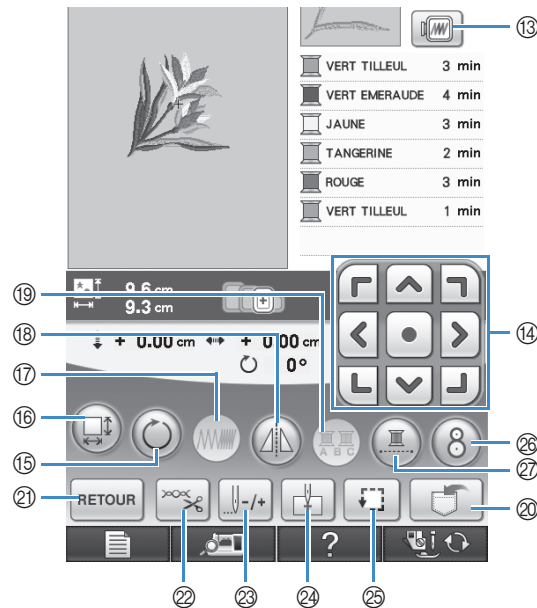 ⑬
VERT TILLEUL 3 min
VERT EMERAUDE 4 min
JAUNE 3 min
TANGERINE 2 min
ROUGE 3 min
VERT TILLEUL 1 min
9.6 cm
9.3 cm
+ 0.00 cm + 0.00 cm
0°
⑭
⑲
⑱
⑰
⑯
⑮
A B C
8
㉖
㉗
㉑
RETOUR
-/+
⑳
?
㉒ ㉓ ㉔ ㉕